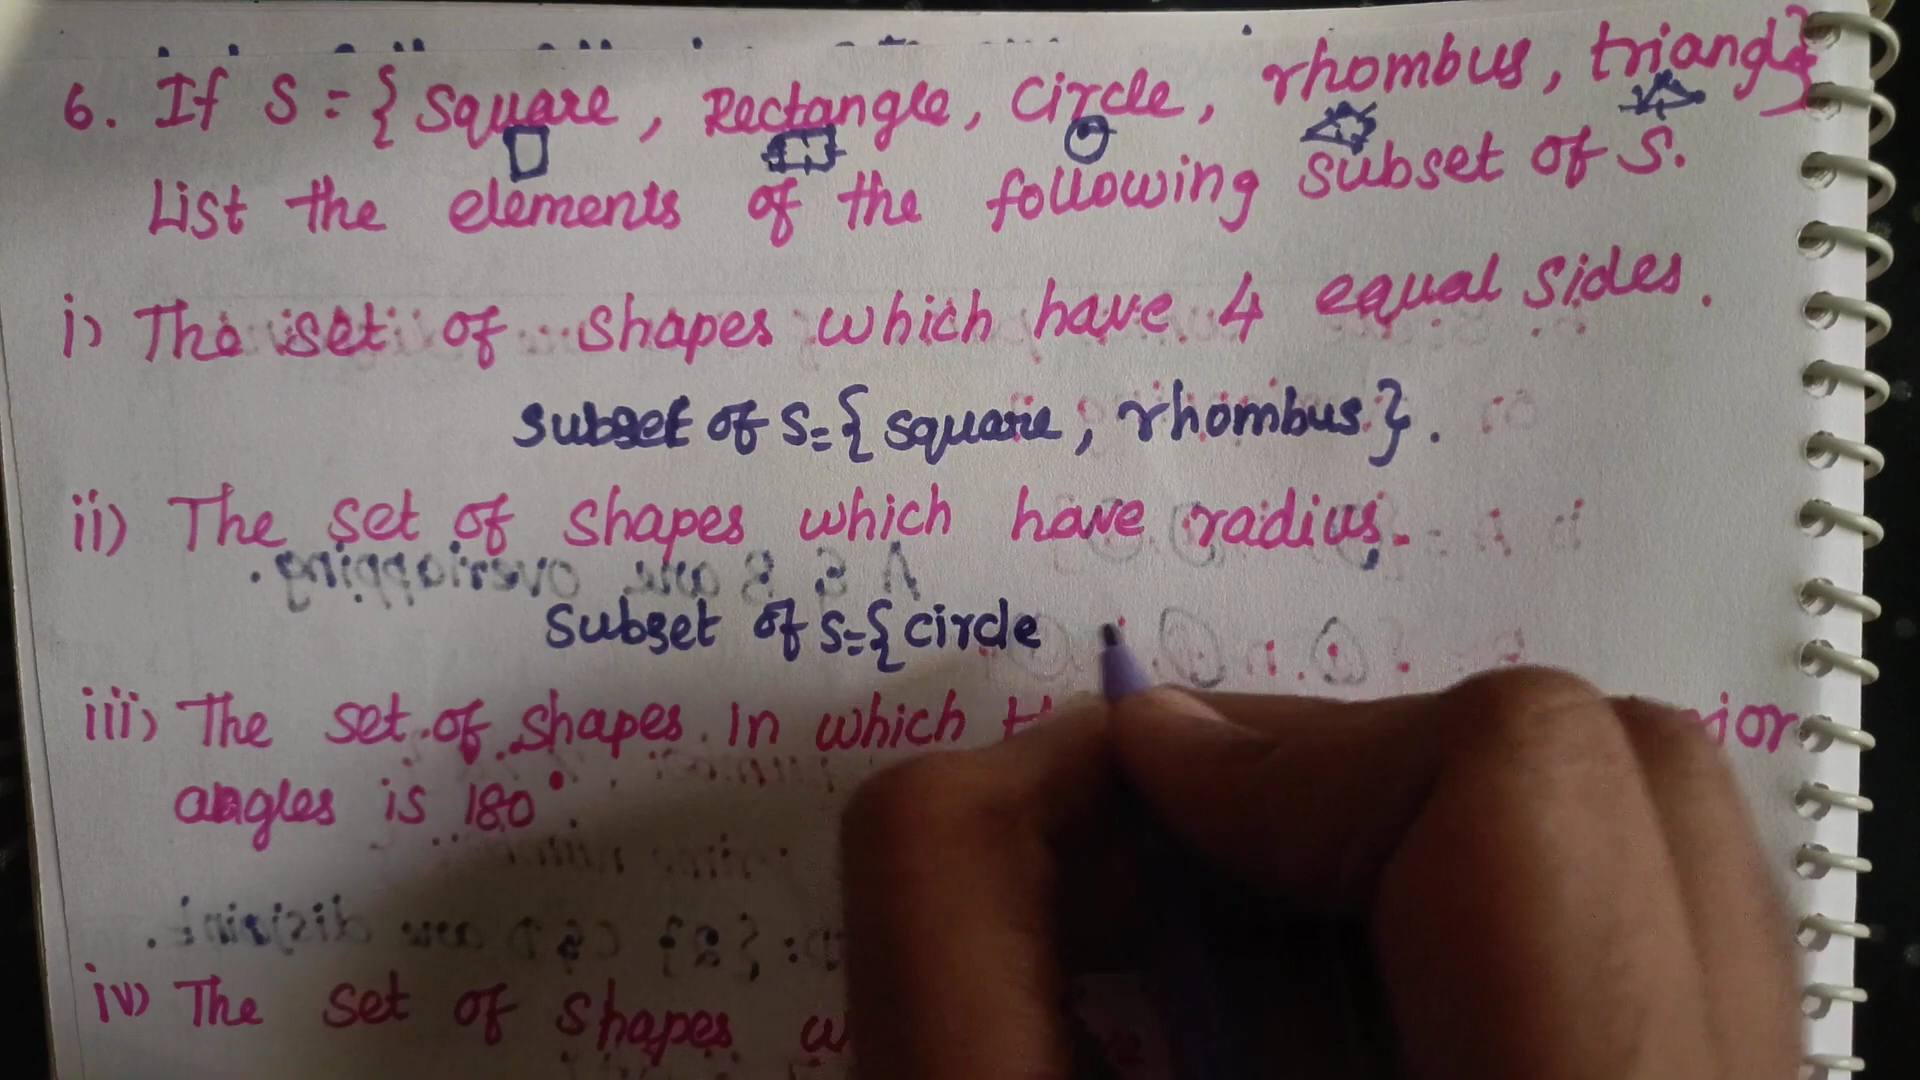 6. If S = { Square, Rectangle, Circle, rhombus, triangle}
List the elements of the following subset of S.
i) The set of shapes which have 4 equal sides.
Subset of S = { square, rhombus }.
ii) The set of shapes which have radius.
Subset of S = { circle
iii) The set of shapes in which
angles is 180°
iv) The set of shapes